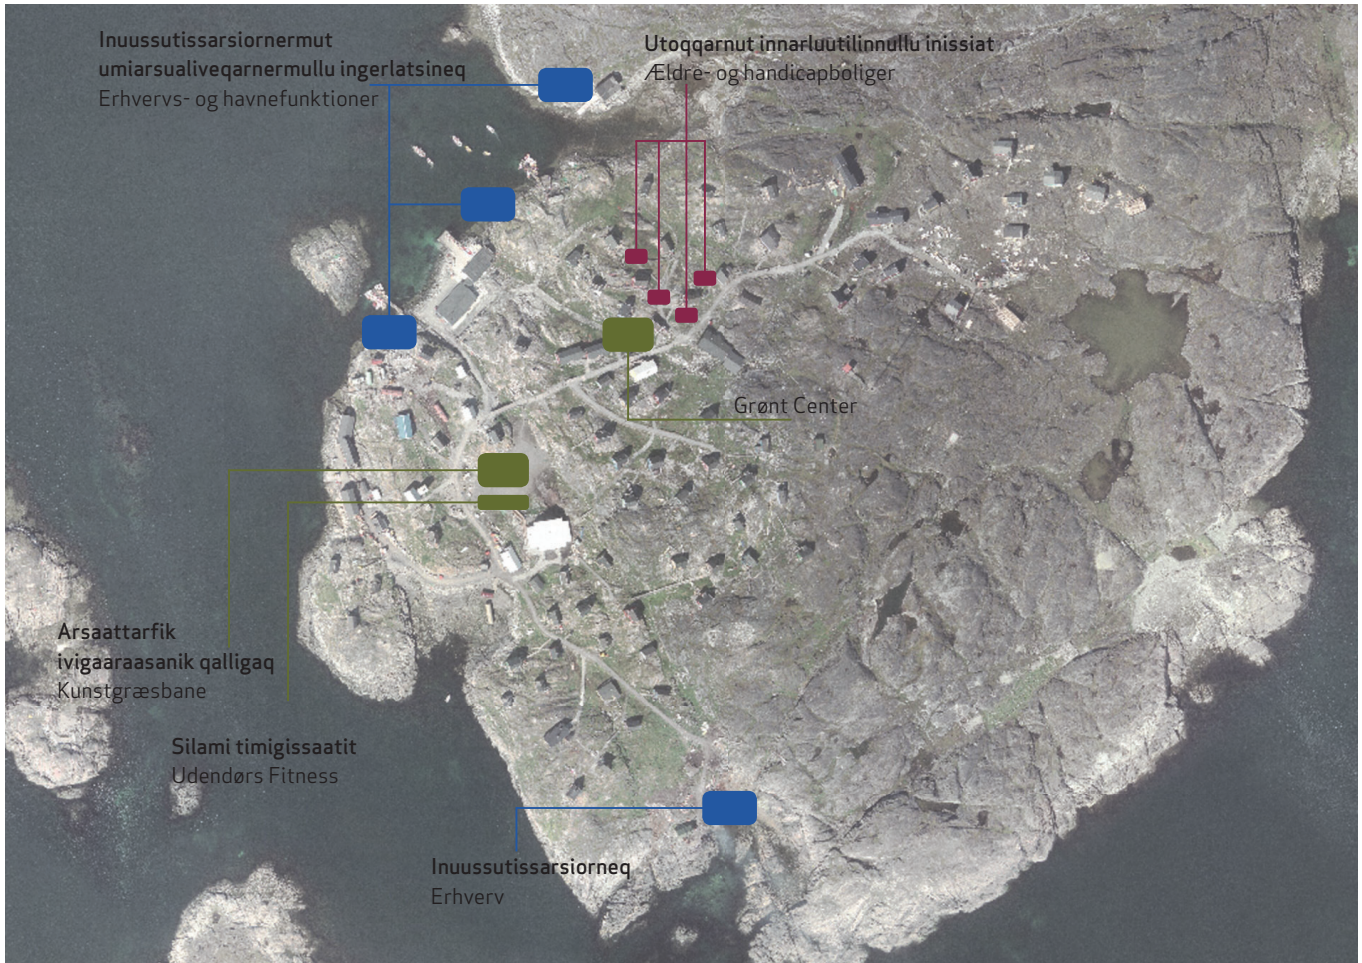 Inuussutissarsiornermut
umiarsualiveqarnermullu ingerlatsineq
Erhvervs- og havnefunktioner
Utoqqarnut innarluutilinnullu inissiat
Ældre- og handicapboliger
Grønt Center
Arsaattarfik
ivigaaraasanik qalligaq
Kunstgræsbane
Silami timigissaatit
Udendørs Fitness
Inuussutissarsiorneq
Erhverv